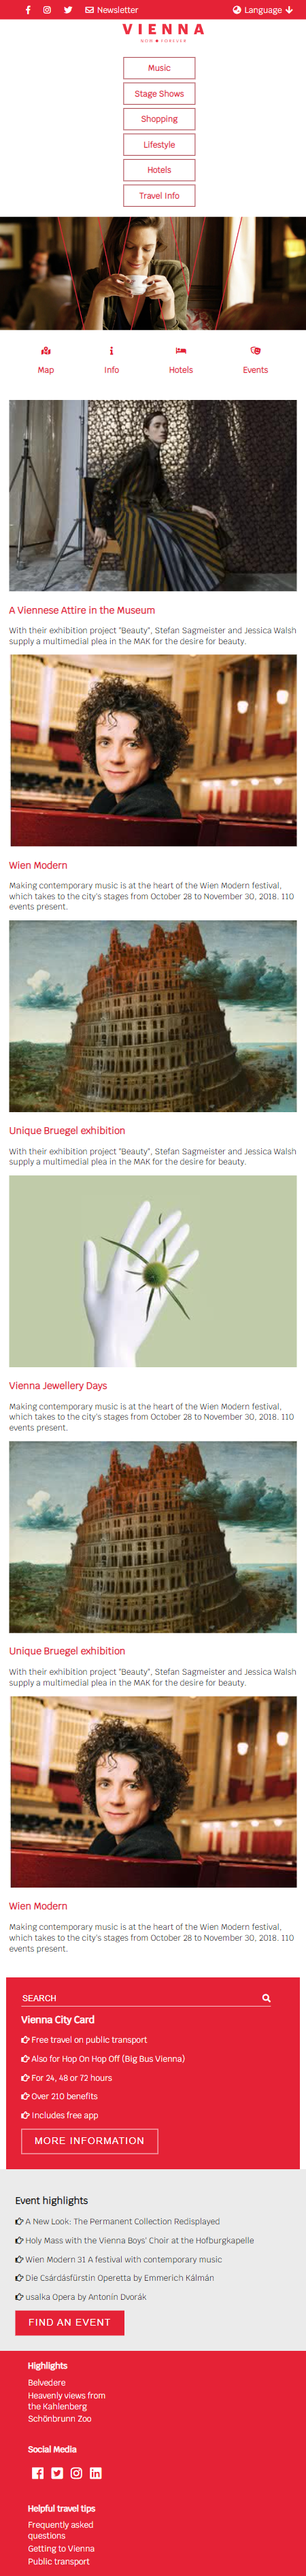 Newsletter
Language
VIENNA
NOW • FOREVER
Music
Stage Shows
Shopping
Lifestyle
Hotels
Travel Info
Map
Info
Hotels
Events
A Viennese Attire in the Museum
With their exhibition project "Beauty", Stefan Sagmeister and Jessica Walsh
supply a multimedial plea in the MAK for the desire for beauty.
Wien Modern
Making contemporary music is at the heart of the Wien Modern festival,
which takes to the city's stages from October 28 to November 30, 2018. 110
events present.
Unique Bruegel exhibition
With their exhibition project "Beauty", Stefan Sagmeister and Jessica Walsh
supply a multimedial plea in the MAK for the desire for beauty.
Vienna Jewellery Days
Making contemporary music is at the heart of the Wien Modern festival,
which takes to the city's stages from October 28 to November 30, 2018. 110
events present.
Unique Bruegel exhibition
With their exhibition project "Beauty", Stefan Sagmeister and Jessica Walsh
supply a multimedial plea in the MAK for the desire for beauty.
Wien Modern
Making contemporary music is at the heart of the Wien Modern festival,
which takes to the city's stages from October 28 to November 30, 2018. 110
events present.
SEARCH
Vienna City Card
Free travel on public transport
Also for Hop On Hop Off (Big Bus Vienna)
For 24, 48 or 72 hours
Over 210 benefits
Includes free app
MORE INFORMATION
Event highlights
A New Look: The Permanent Collection Redisplayed
Holy Mass with the Vienna Boys' Choir at the Hofburgkapelle
Wien Modern 31 A festival with contemporary music
Die Csárdásfürstin Operetta by Emmerich Kálmán
usalka Opera by Antonín Dvorák
FIND AN EVENT
Highlights
Belvedere
Heavenly views from
the Kahlenberg
Schönbrunn Zoo
Social Media
Helpful travel tips
Frequently asked
questions
Getting to Vienna
Public transport